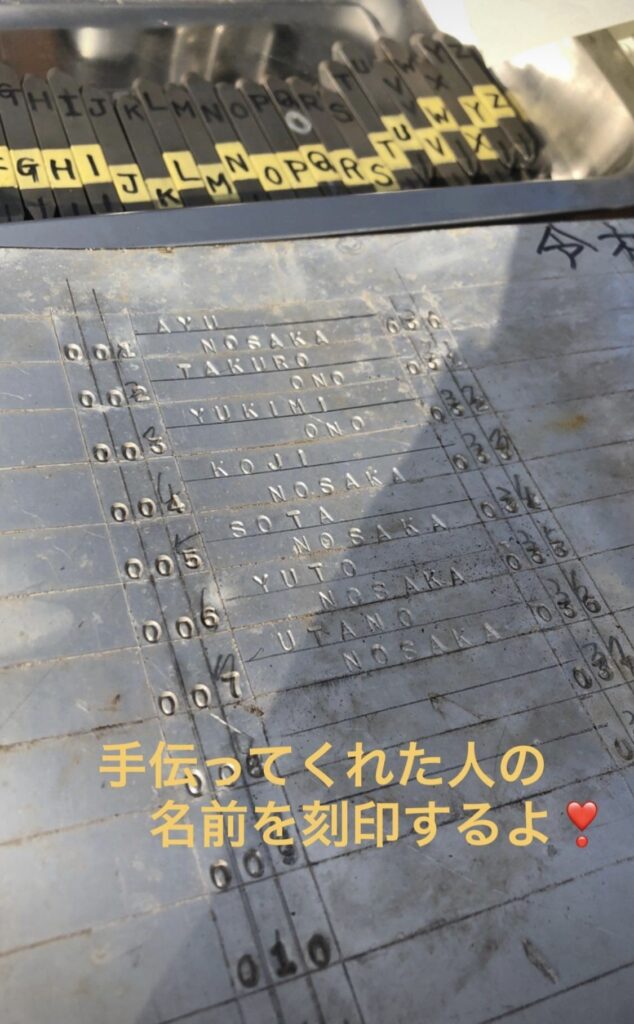 G H I J K L M N O P Q R S T U V W X Y Z
G H I J K L M N O P Q R S T U V W X Y Z
AYU
001 NOSAKA
TAKURO
002 ONO
YUKIMI
003 ONO
KOJI
004 NOSAKA
SOTA
005 NOSAKA
YUTO
006 NOSAKA
UTANO
007 NOSAKA
008
009
010
手伝ってくれた人の
名前を刻印するよ❣️